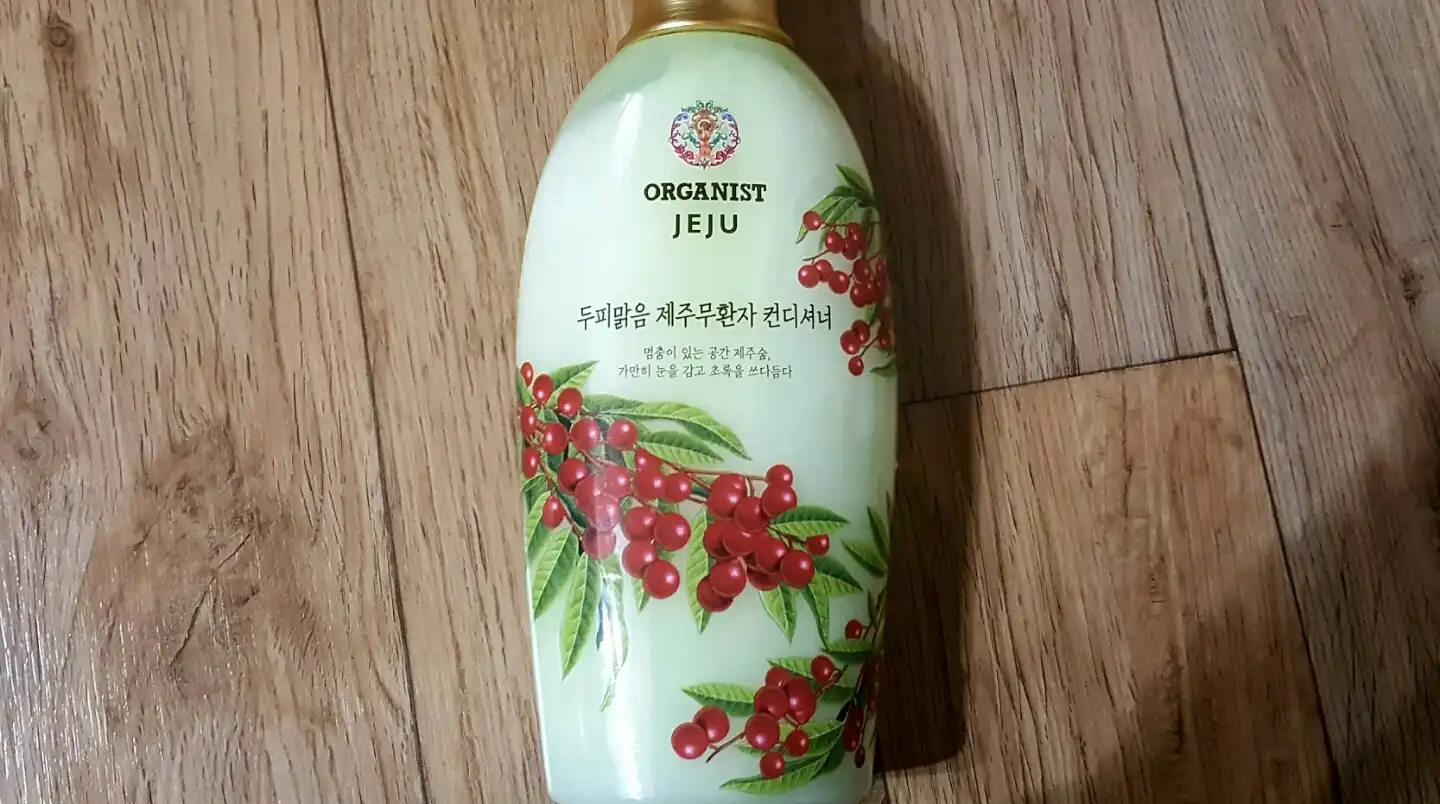 ORGANIST
JEJU
두피맑음 제주무환자 컨디셔너
멈춤이 있는 공간 제주숲,
가만히 눈을 감고 초록을 쓰다듬다